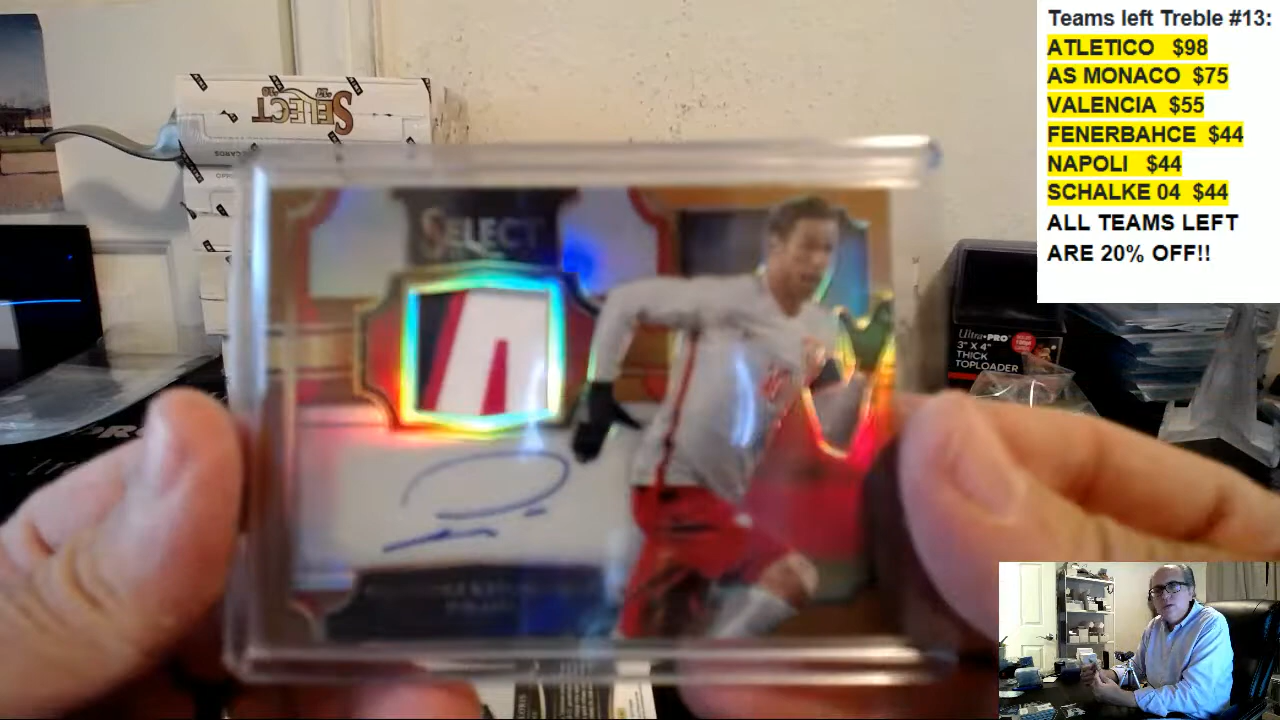 Teams left Treble #13:
ATLETICO $98
AS MONACO $75
VALENCIA $55
FENERBAHCE $44
NAPOLI $44
SCHALKE 04 $44
ALL TEAMS LEFT
ARE 20% OFF!!
SELECT
SELECT
Ultra•PRO
3" X 4"
THICK
TOPLOADER